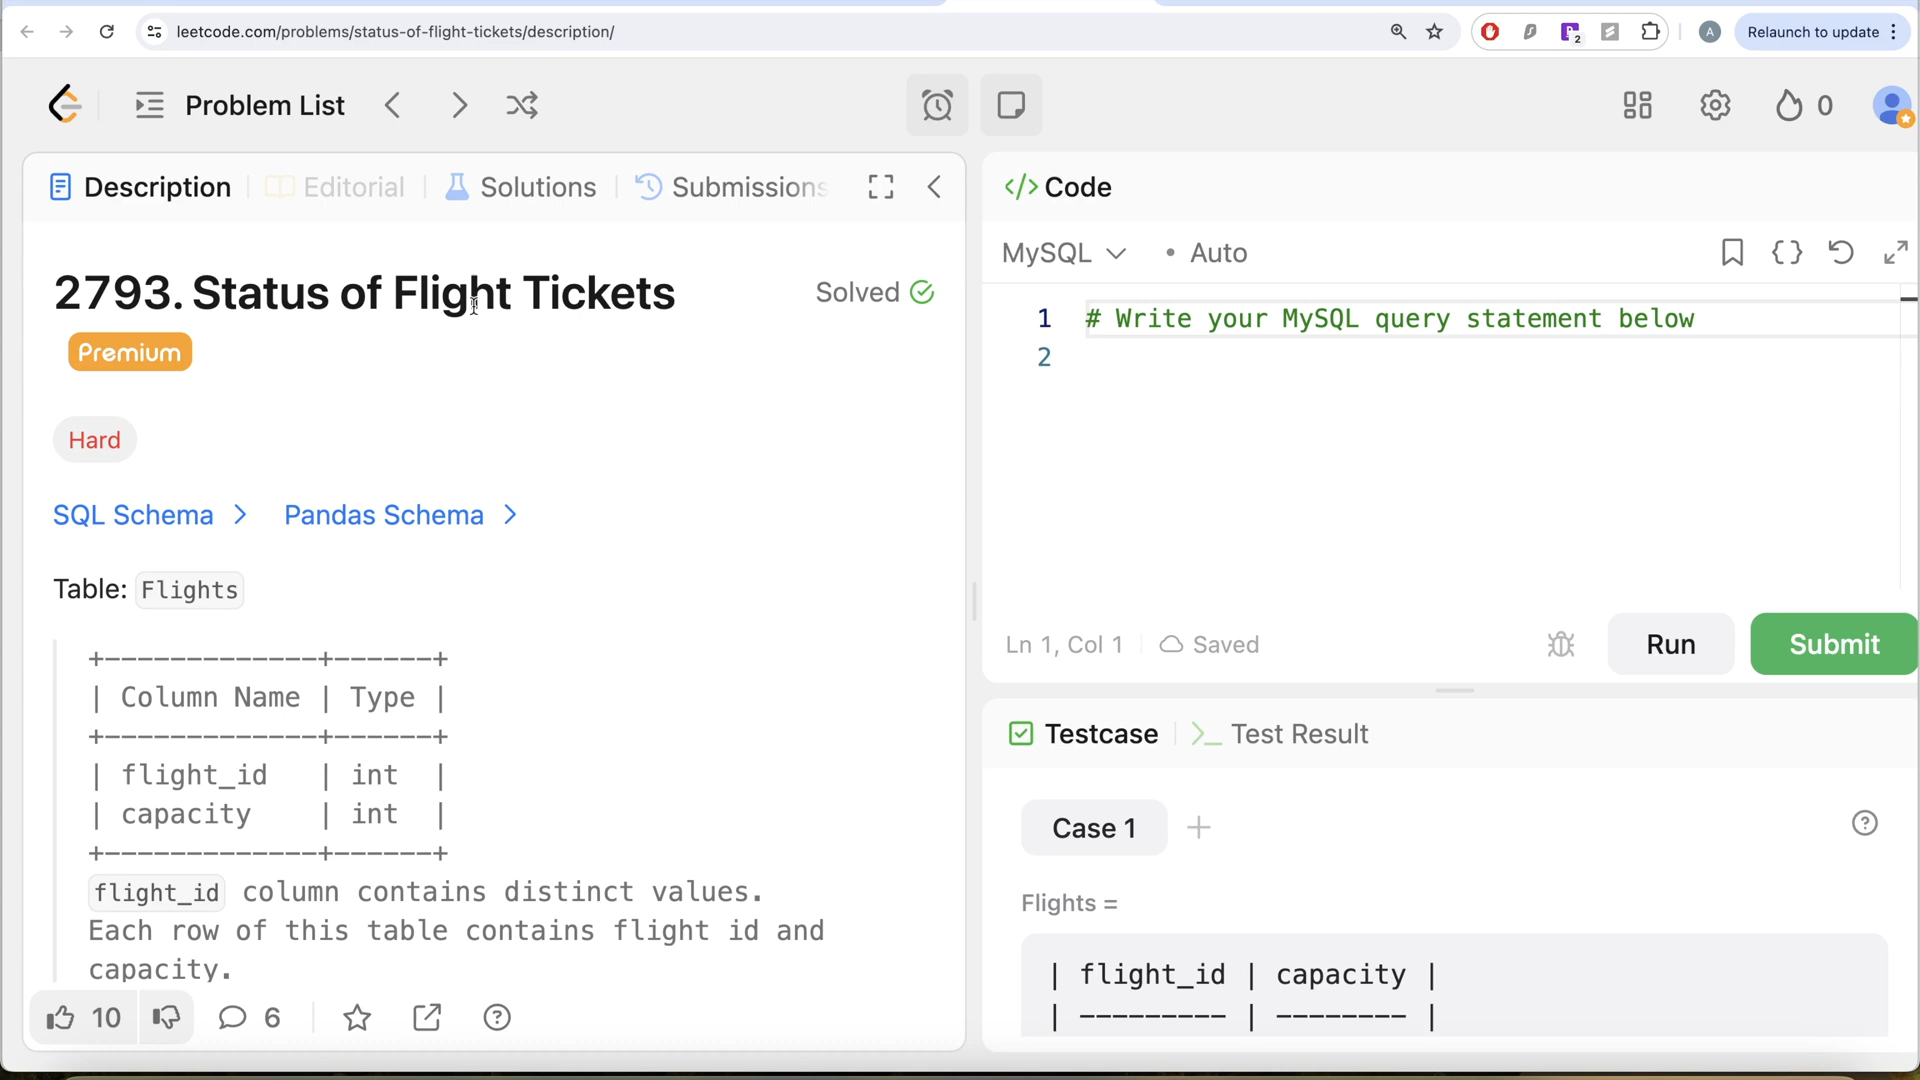 leetcode.com/problems/status-of-flight-tickets/description/
2
A
Relaunch to update
Problem List
0
Description
Editorial
Solutions
Submissions
2793. Status of Flight Tickets
Solved
Premium
Hard
SQL Schema
Pandas Schema
Table: Flights
+-------------+------+
| Column Name | Type |
+-------------+------+
| flight_id   | int  |
| capacity    | int  |
+-------------+------+
flight_id column contains distinct values.
Each row of this table contains flight id and
capacity.
10
6
</> Code
MySQL
• Auto
1 # Write your MySQL query statement below
2
Ln 1, Col 1
Saved
Run
Submit
Testcase
>_ Test Result
Case 1 +
Flights =
| flight_id | capacity |
| --------- | -------- |